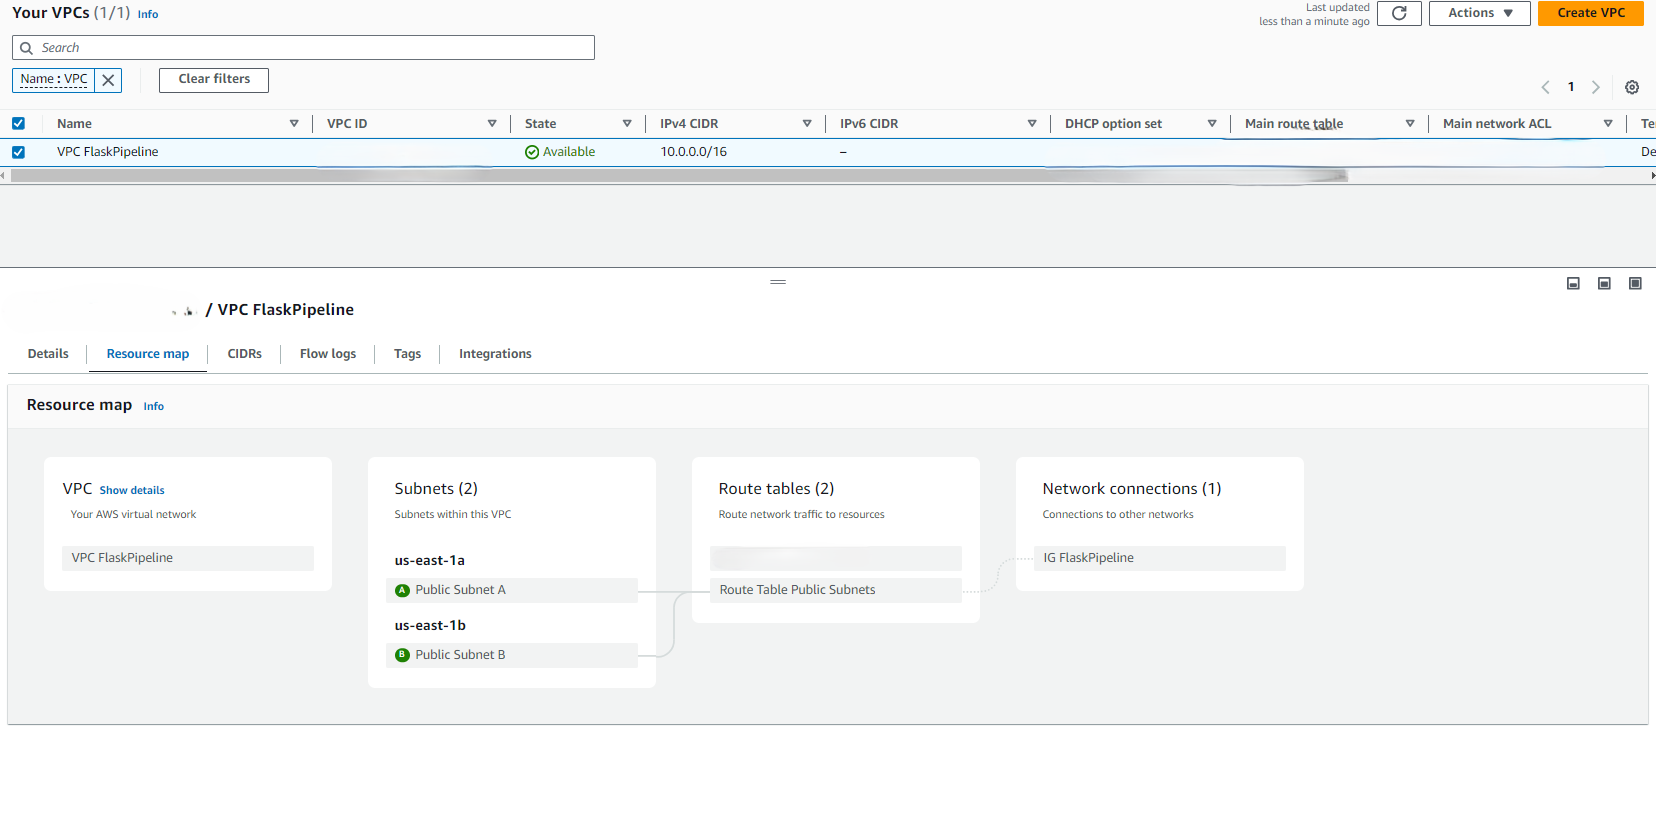 Your VPCs (1/1) Info
Last updated
less than a minute ago
Actions
Create VPC
Search
Name : VPC
Clear filters
1
Name
VPC ID
State
IPv4 CIDR
IPv6 CIDR
DHCP option set
Main route table
Main network ACL
Te
VPC FlaskPipeline
Available
10.0.0.0/16
–
De
/ VPC FlaskPipeline
Details
Resource map
CIDRs
Flow logs
Tags
Integrations
Resource map Info
VPC Show details
Your AWS virtual network
VPC FlaskPipeline
Subnets (2)
Subnets within this VPC
us-east-1a
A Public Subnet A
us-east-1b
B Public Subnet B
Route tables (2)
Route network traffic to resources
Route Table Public Subnets
Network connections (1)
Connections to other networks
IG FlaskPipeline